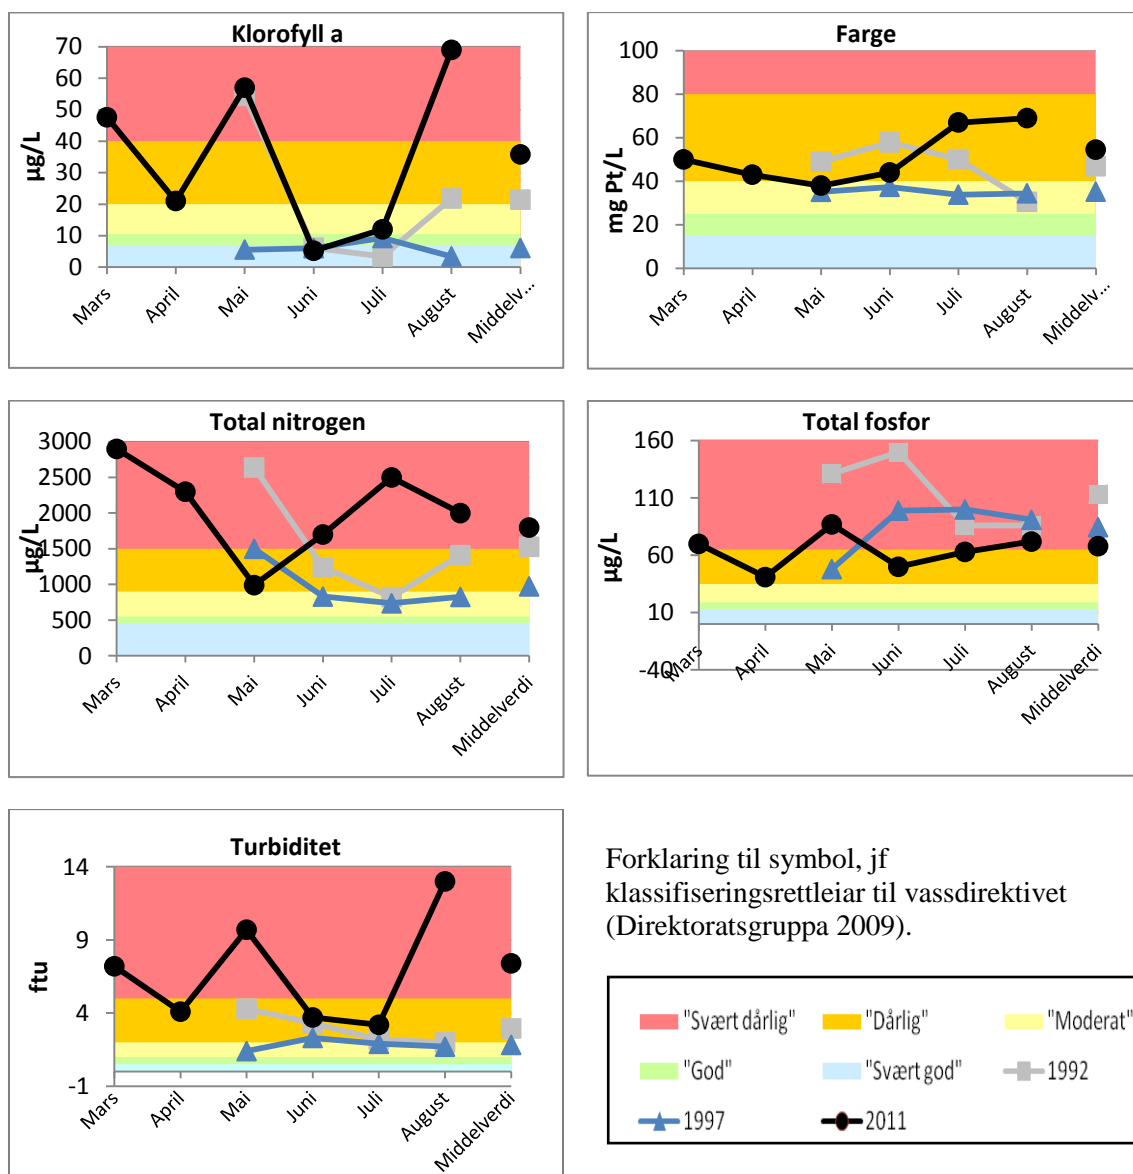 Klorofyll a
70
60
50
40
30
20
10
0
µg/L
Mars
April
Mai
Juni
Juli
August
Middelv...
Farge
100
80
60
40
20
0
mg Pt/L
Mars
April
Mai
Juni
Juli
August
Middelv...
Total nitrogen
3000
2500
2000
1500
1000
500
0
µg/L
Mars
April
Mai
Juni
Juli
August
Middelverdi
Total fosfor
160
110
60
10
-40
µg/L
Mars
April
Mai
Juni
Juli
August
Middelverdi
Turbiditet
14
9
4
-1
ftu
Mars
April
Mai
Juni
Juli
August
Middelverdi
Forklaring til symbol, jf
klassifiseringsrettleiar til vassdirektivet
(Direktoratsgruppa 2009).
"Svært dårlig" "Dårlig" "Moderat"
"God" "Svært god" 1992
1997 2011